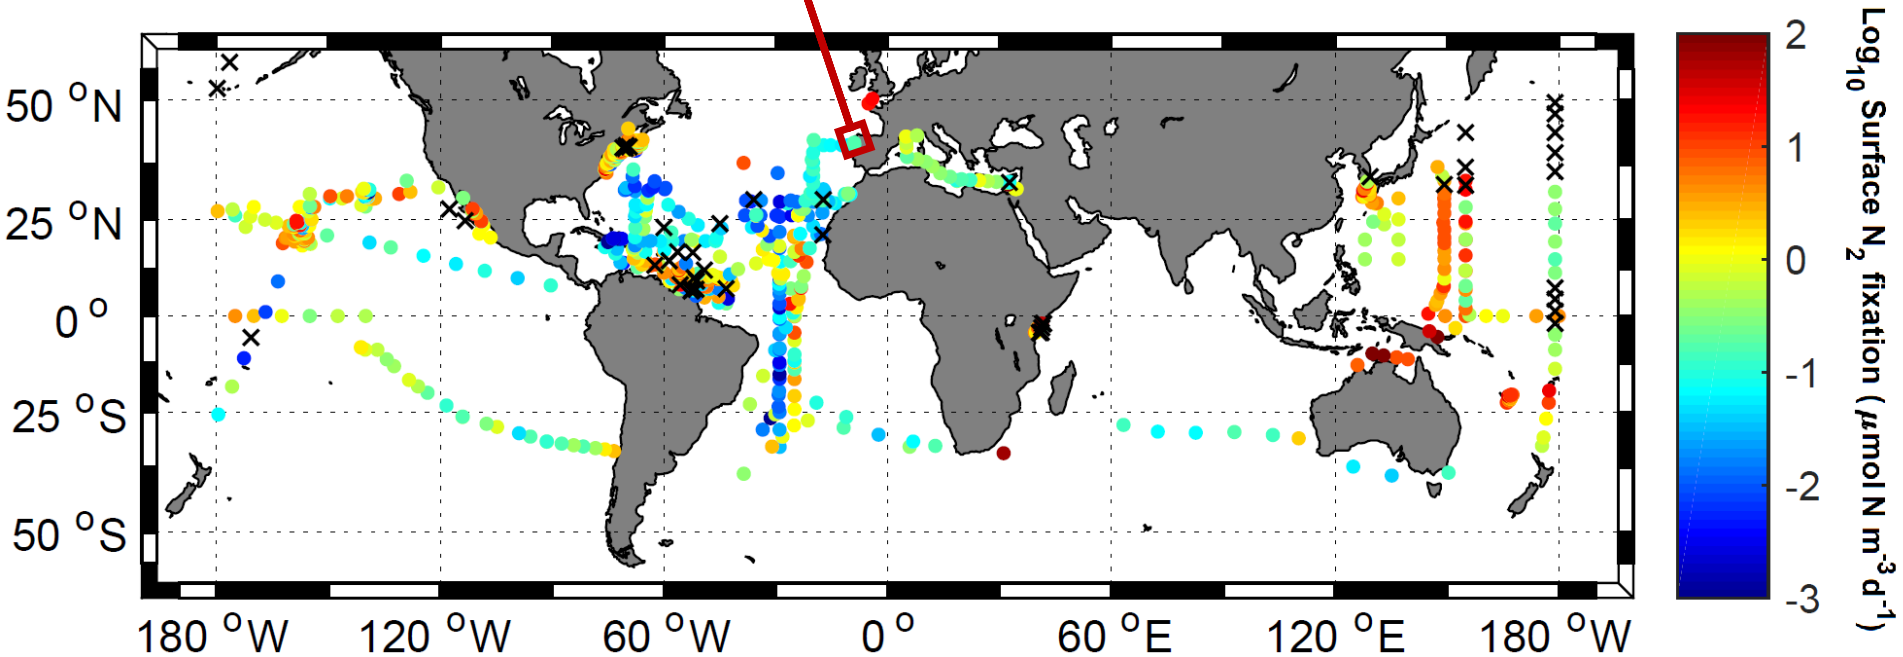 50 °N
25 °N
0 °
25 °S
50 °S
180 °W
120 °W
60 °W
0 °
60 °E
120 °E
180 °W
2
1
0
-1
-2
-3
Log10 Surface N2 fixation (μmol N m-3 d-1)